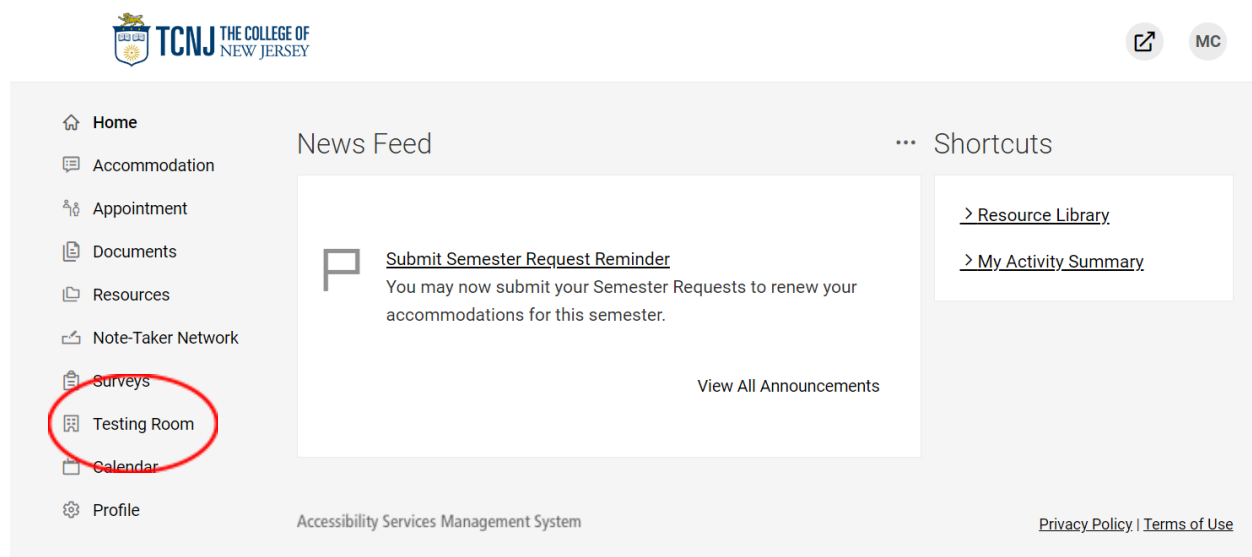 TCNJ THE COLLEGE OF
NEW JERSEY
MC
Home
Accommodation
Appointment
Documents
Resources
Note-Taker Network
Surveys
Testing Room
Calendar
Profile
News Feed
Submit Semester Request Reminder
You may now submit your Semester Requests to renew your
accommodations for this semester.
View All Announcements
Shortcuts
> Resource Library
> My Activity Summary
Accessibility Services Management System
Privacy Policy | Terms of Use